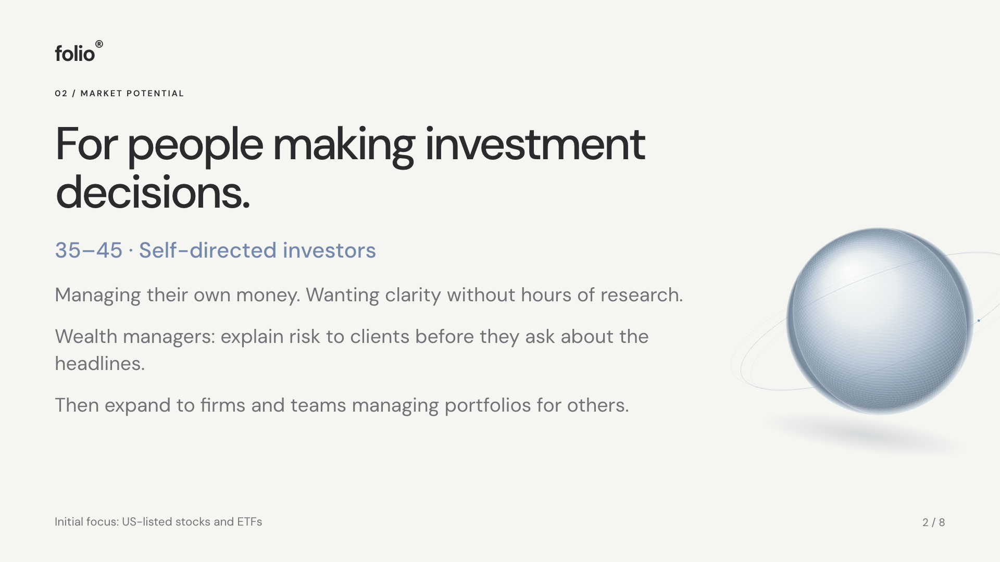 folio®
02 / MARKET POTENTIAL
For people making investment
decisions.
35–45 · Self-directed investors
Managing their own money. Wanting clarity without hours of research.
Wealth managers: explain risk to clients before they ask about the
headlines.
Then expand to firms and teams managing portfolios for others.
Initial focus: US-listed stocks and ETFs
2 / 8